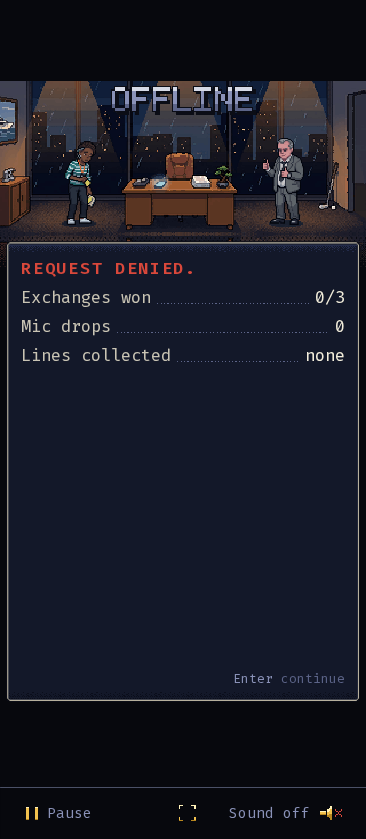 OFFLINE
REQUEST DENIED.
Exchanges won 0/3
Mic drops 0
Lines collected none
Enter continue
Pause Sound off